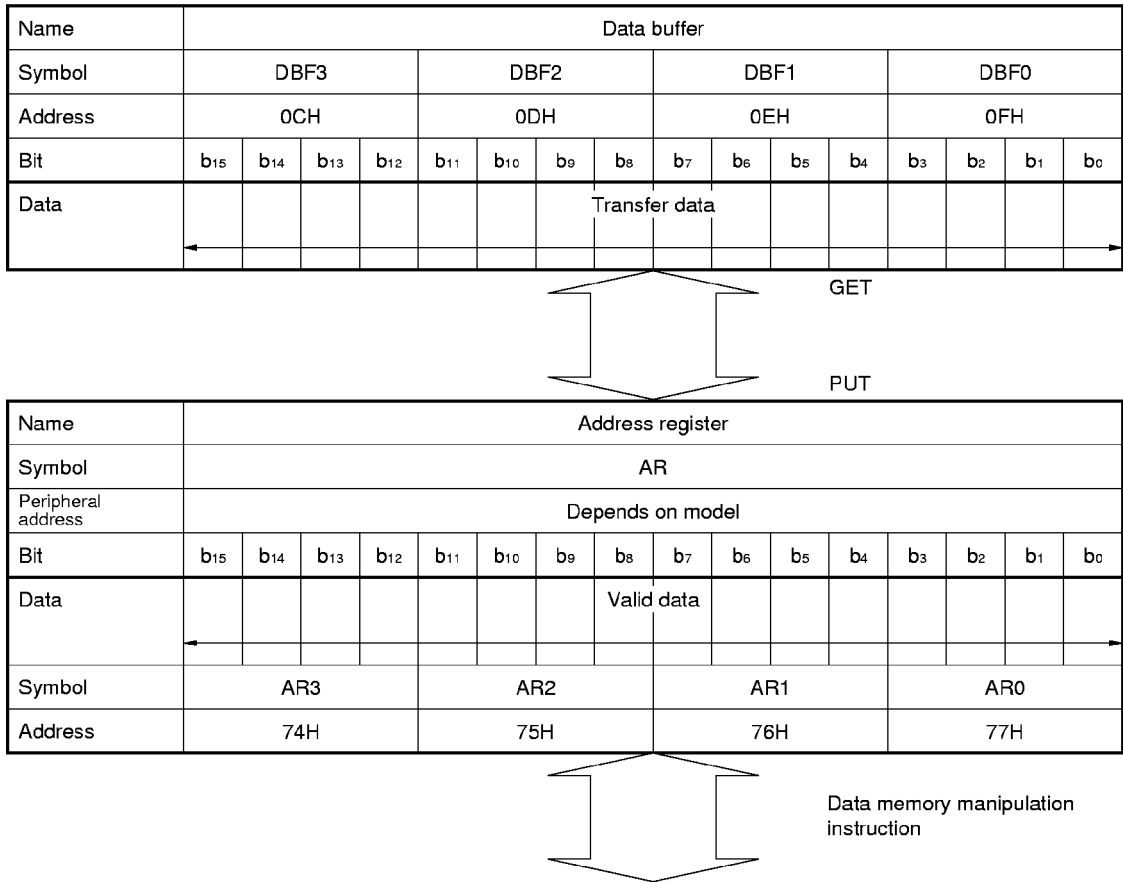 Name Data buffer
Symbol DBF3 DBF2 DBF1 DBF0
Address 0CH 0DH 0EH 0FH
Bit b15 b14 b13 b12 b11 b10 b9 b8 b7 b6 b5 b4 b3 b2 b1 b0
Data Transfer data
GET
PUT
Name Address register
Symbol AR
Peripheral
address Depends on model
Bit b15 b14 b13 b12 b11 b10 b9 b8 b7 b6 b5 b4 b3 b2 b1 b0
Data Valid data
Symbol AR3 AR2 AR1 AR0
Address 74H 75H 76H 77H
Data memory manipulation
instruction